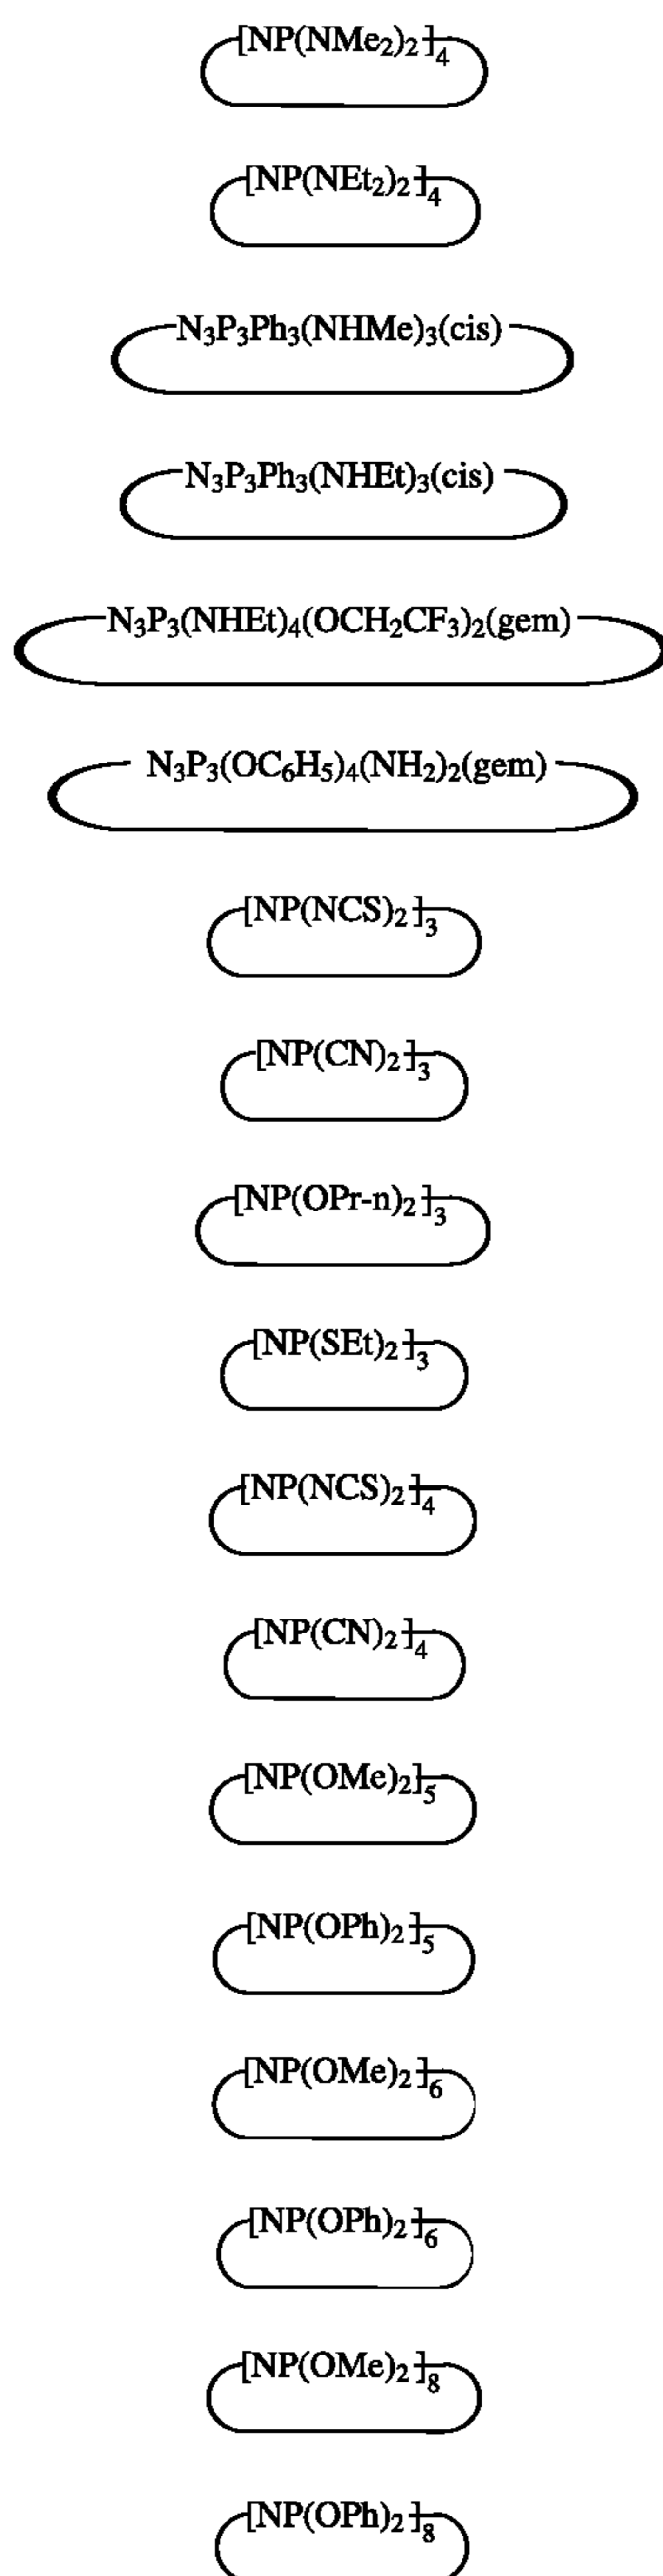 [NP(NMe₂)₂]₄
[NP(NEt₂)₂]₄
N₃P₃Ph₃(NHMe)₃(cis)
N₃P₃Ph₃(NHEt)₃(cis)
N₃P₃(NHEt)₄(OCH₂CF₃)₂(gem)
N₃P₃(OC₆H₅)₄(NH₂)₂(gem)
[NP(NCS)₂]₃
[NP(CN)₂]₃
[NP(OPr-n)₂]₃
[NP(SEt)₂]₃
[NP(NCS)₂]₄
[NP(CN)₂]₄
[NP(OMe)₂]₅
[NP(OPh)₂]₅
[NP(OMe)₂]₆
[NP(OPh)₂]₆
[NP(OMe)₂]₈
[NP(OPh)₂]₈